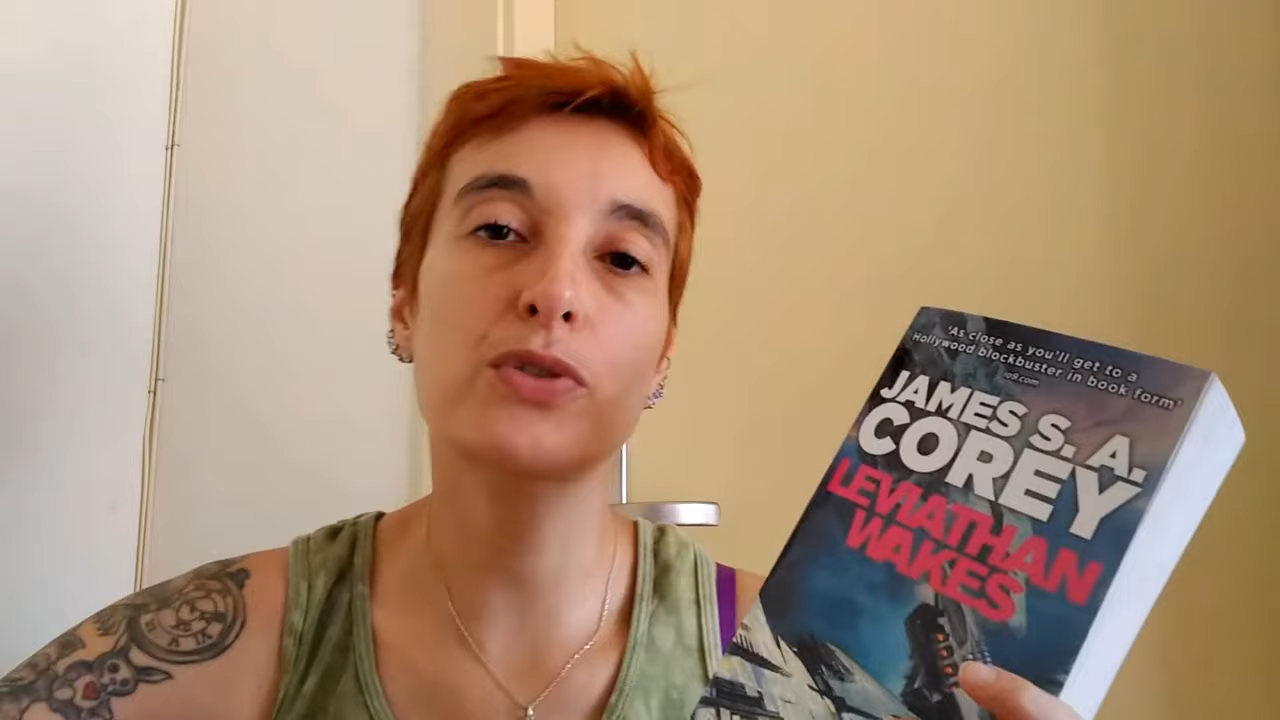 'As close as you'll get to a
Hollywood blockbuster in book form'
io9.com
JAMES S. A.
COREY
LEVIATHAN
WAKES